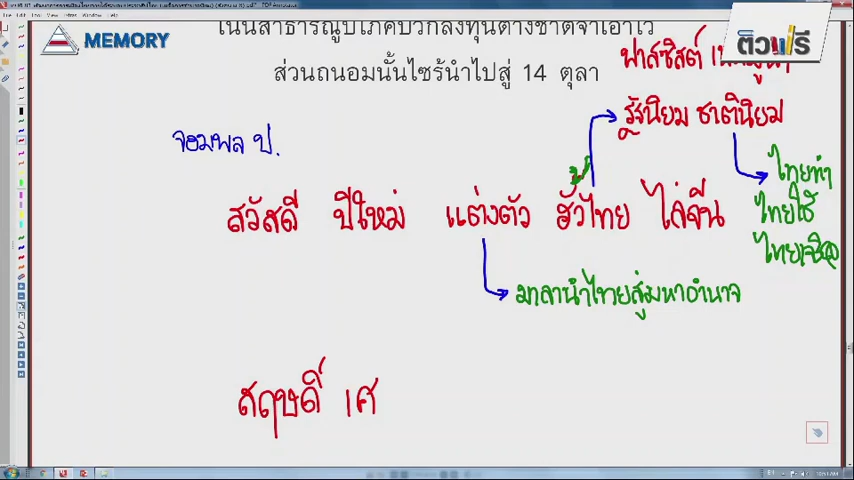 เน้นสาธารณูปโภคบวกลงทุนต่างชาติจำเอาไว้
ติวฟรี
MEMORY
ส่วนถนอมนั้นไซร้นำไปสู่ 14 ตุลา
ฟาสซิสต์
รัฐนิยม ชาตินิยม
จอมพล ป.
ไทยทำ
สวัสดี ปีใหม่ แต่งตัว ฮั้วไทย ไล่จีน
ไทยใช้
ไทยเจริญ
มาลานำไทยสู่มหาอำนาจ
สฤษดิ์ เศ